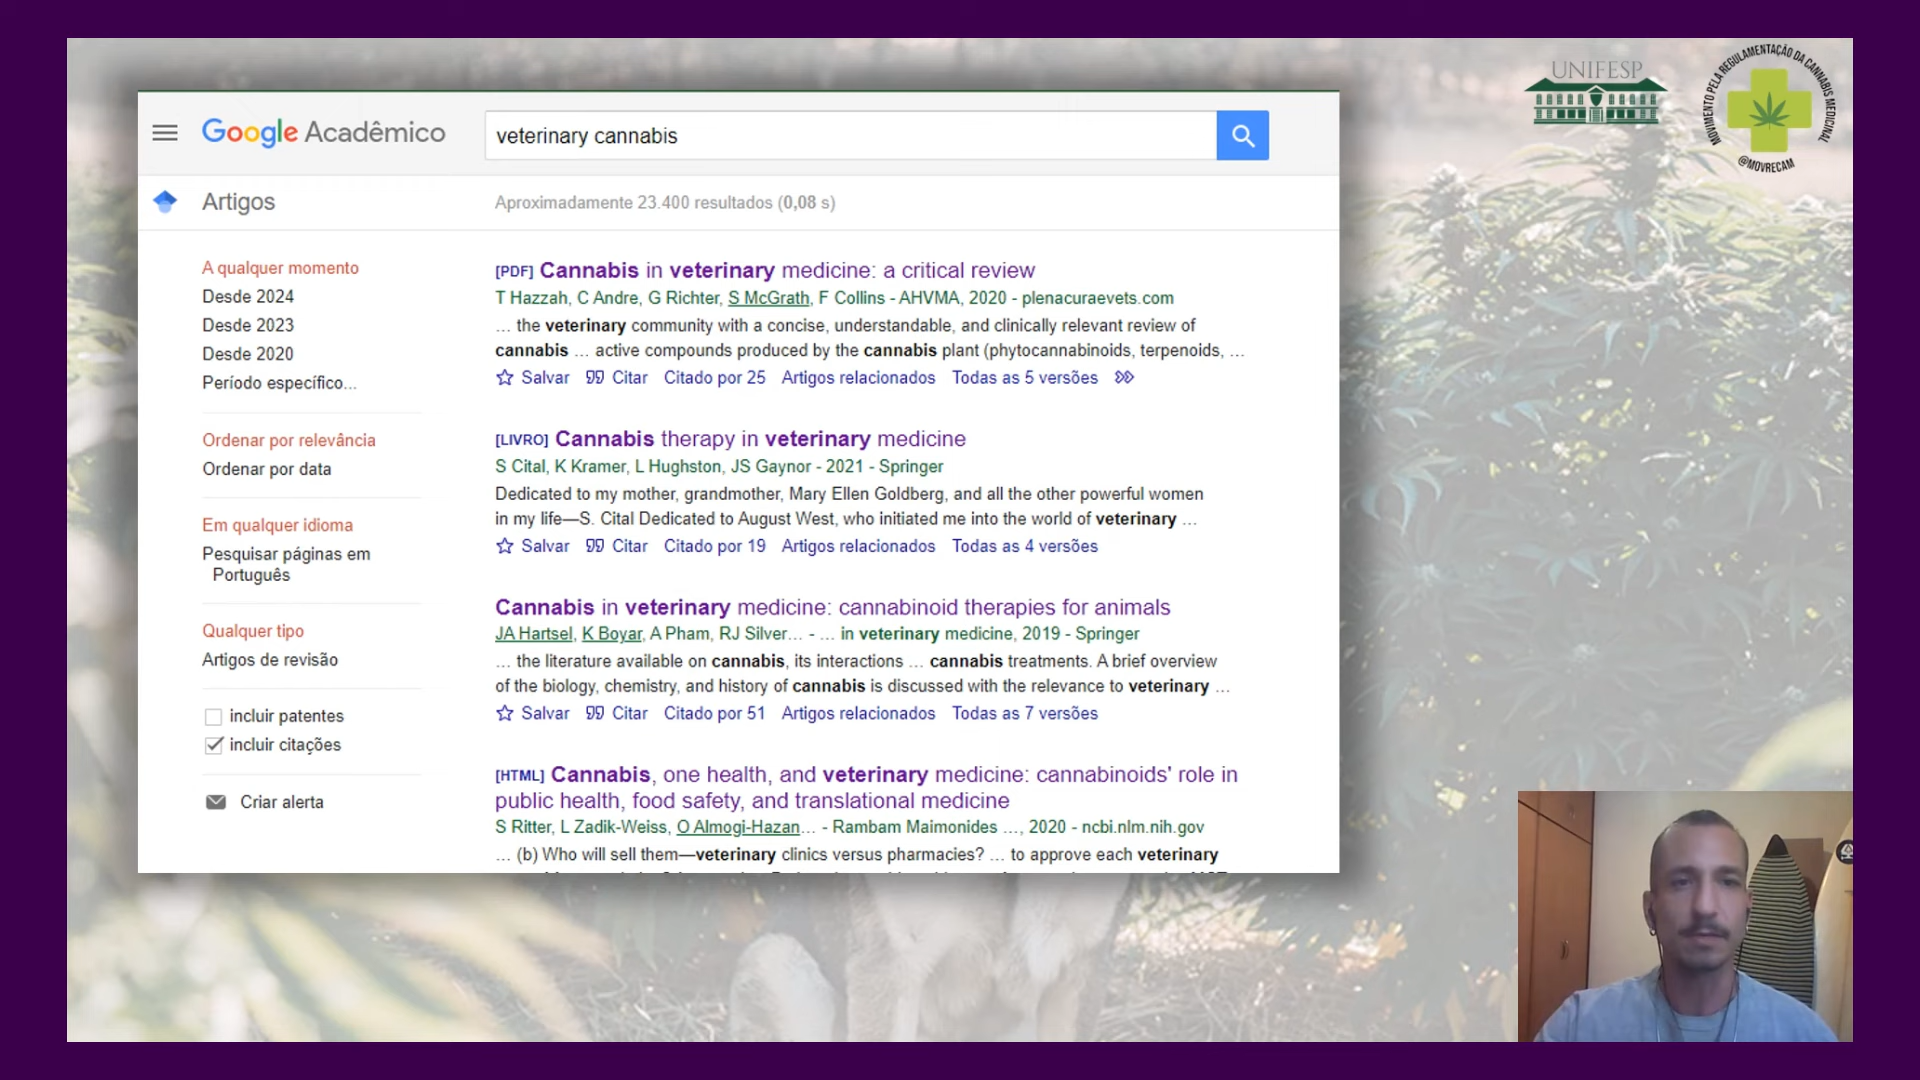 UNIFESP
MOVIMENTO PELA REGULAMENTAÇÃO DA CANNABIS MEDICINAL
@MOVRECAM
Google Acadêmico
veterinary cannabis
Artigos
Aproximadamente 23.400 resultados (0,08 s)
A qualquer momento
Desde 2024
Desde 2023
Desde 2020
Período específico...
Ordenar por relevância
Ordenar por data
Em qualquer idioma
Pesquisar páginas em
Português
Qualquer tipo
Artigos de revisão
incluir patentes
incluir citações
Criar alerta
[PDF] Cannabis in veterinary medicine: a critical review
T Hazzah, C Andre, G Richter, S McGrath, F Collins - AHVMA, 2020 - plenacuraevets.com
... the veterinary community with a concise, understandable, and clinically relevant review of
cannabis ... active compounds produced by the cannabis plant (phytocannabinoids, terpenoids, ...
Salvar Citar Citado por 25 Artigos relacionados Todas as 5 versões
[LIVRO] Cannabis therapy in veterinary medicine
S Cital, K Kramer, L Hughston, JS Gaynor - 2021 - Springer
Dedicated to my mother, grandmother, Mary Ellen Goldberg, and all the other powerful women
in my life—S. Cital Dedicated to August West, who initiated me into the world of veterinary ...
Salvar Citar Citado por 19 Artigos relacionados Todas as 4 versões
Cannabis in veterinary medicine: cannabinoid therapies for animals
JA Hartsel, K Boyar, A Pham, RJ Silver... - ... in veterinary medicine, 2019 - Springer
... the literature available on cannabis, its interactions ... cannabis treatments. A brief overview
of the biology, chemistry, and history of cannabis is discussed with the relevance to veterinary ...
Salvar Citar Citado por 51 Artigos relacionados Todas as 7 versões
[HTML] Cannabis, one health, and veterinary medicine: cannabinoids' role in
public health, food safety, and translational medicine
S Ritter, L Zadik-Weiss, O Almogi-Hazan... - Rambam Maimonides ..., 2020 - ncbi.nlm.nih.gov
... (b) Who will sell them—veterinary clinics versus pharmacies? ... to approve each veterinary